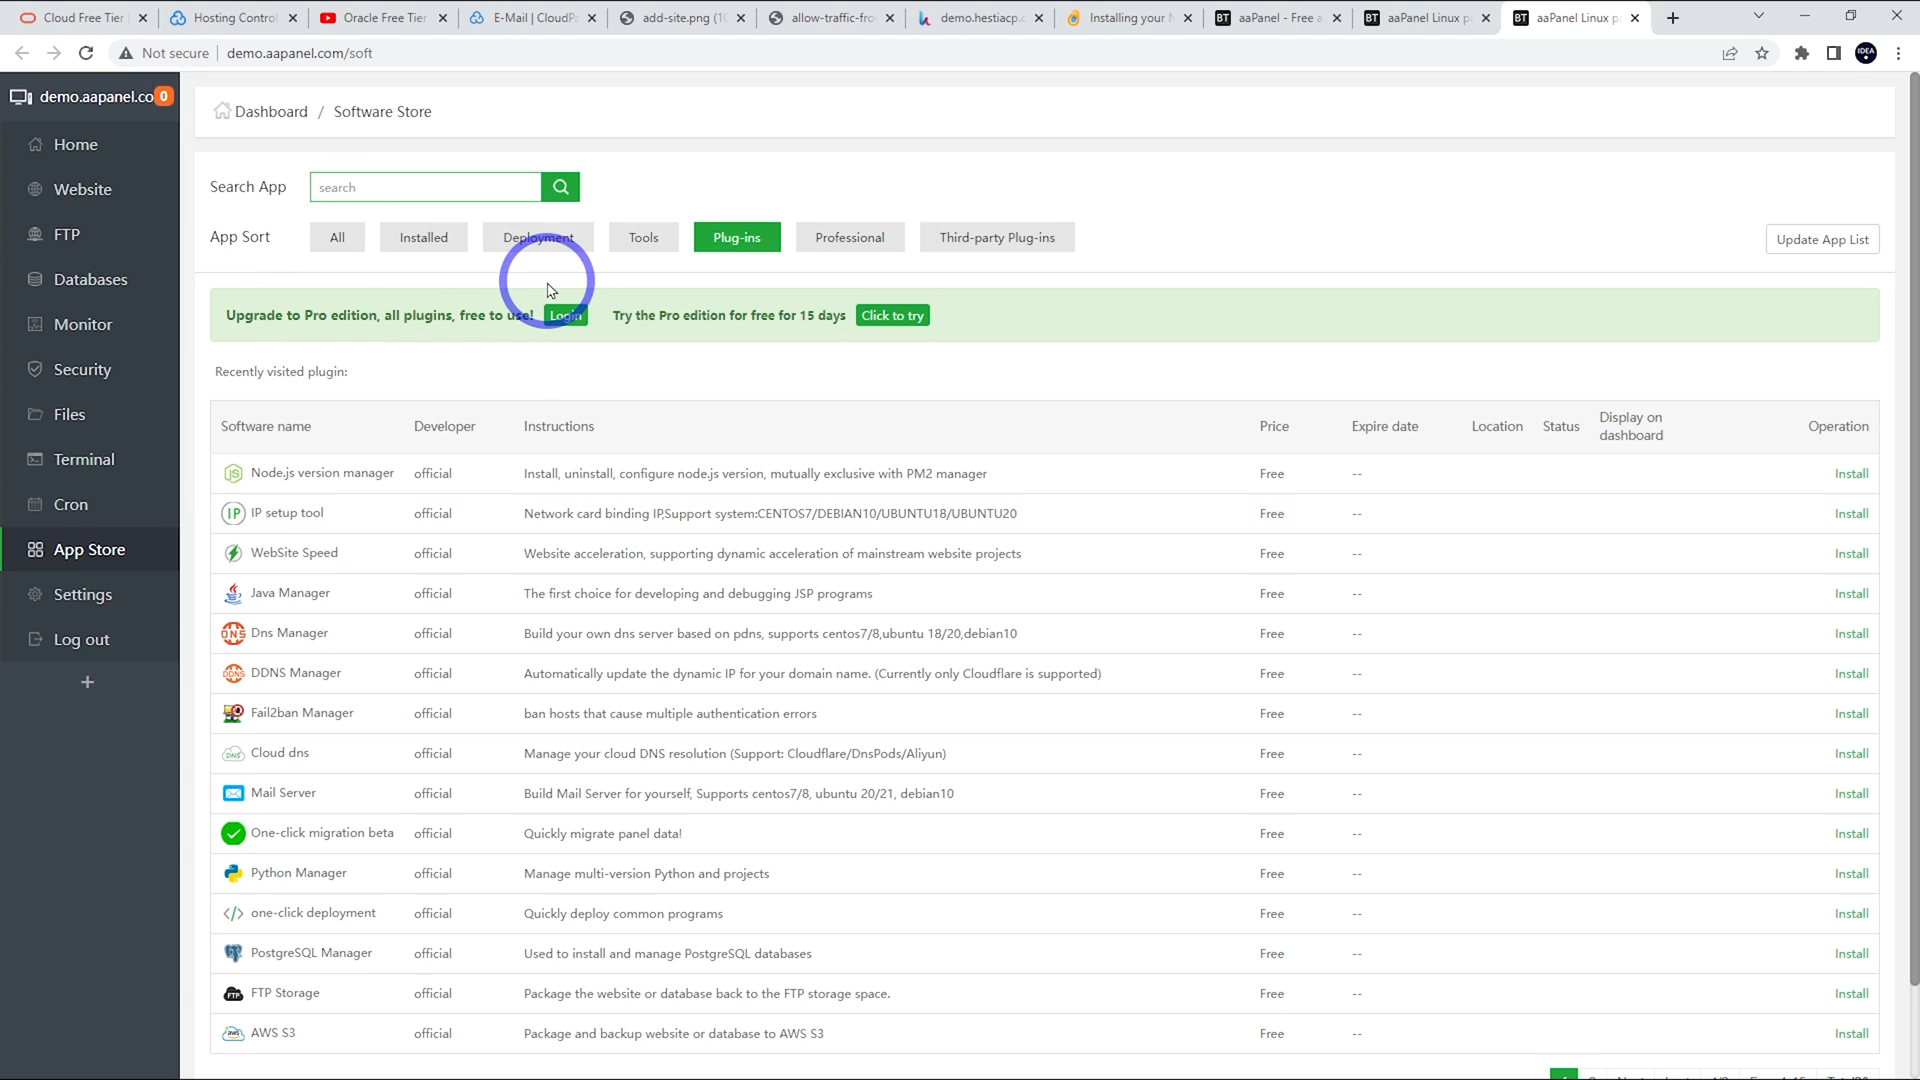 Cloud Free Tier
Hosting Control
Oracle Free Tier
E-Mail | CloudPa
add-site.png (1
allow-traffic-fro
demo.hestiacp.c
Installing your
BT aaPanel - Free a
BT aaPanel Linux p
BT aaPanel Linux p
Not secure demo.aapanel.com/soft IDEA
demo.aapanel.co 0
Home
Website
FTP
Databases
Monitor
Security
Files
Terminal
Cron
App Store
Settings
Log out
Dashboard / Software Store
Search App search
App Sort All Installed Deployment Tools Plug-ins Professional Third-party Plug-ins Update App List
Upgrade to Pro edition, all plugins, free to use! Login Try the Pro edition for free for 15 days Click to try
Recently visited plugin:
Software name Developer Instructions Price Expire date Location Status Display on dashboard Operation
Node.js version manager official Install, uninstall, configure node.js version, mutually exclusive with PM2 manager Free -- Install
IP IP setup tool official Network card binding IP,Support system:CENTOS7/DEBIAN10/UBUNTU18/UBUNTU20 Free -- Install
WebSite Speed official Website acceleration, supporting dynamic acceleration of mainstream website projects Free -- Install
Java Manager official The first choice for developing and debugging JSP programs Free -- Install
DNS Dns Manager official Build your own dns server based on pdns, supports centos7/8,ubuntu 18/20,debian10 Free -- Install
DDNS DDNS Manager official Automatically update the dynamic IP for your domain name. (Currently only Cloudflare is supported) Free -- Install
Fail2ban Manager official ban hosts that cause multiple authentication errors Free -- Install
DNS Cloud dns official Manage your cloud DNS resolution (Support: Cloudflare/DnsPods/Aliyun) Free -- Install
Mail Server official Build Mail Server for yourself, Supports centos7/8, ubuntu 20/21, debian10 Free -- Install
One-click migration beta official Quickly migrate panel data! Free -- Install
Python Manager official Manage multi-version Python and projects Free -- Install
</> one-click deployment official Quickly deploy common programs Free -- Install
PostgreSQL Manager official Used to install and manage PostgreSQL databases Free -- Install
FTP FTP Storage official Package the website or database back to the FTP storage space. Free -- Install
aws AWS S3 official Package and backup website or database to AWS S3 Free -- Install